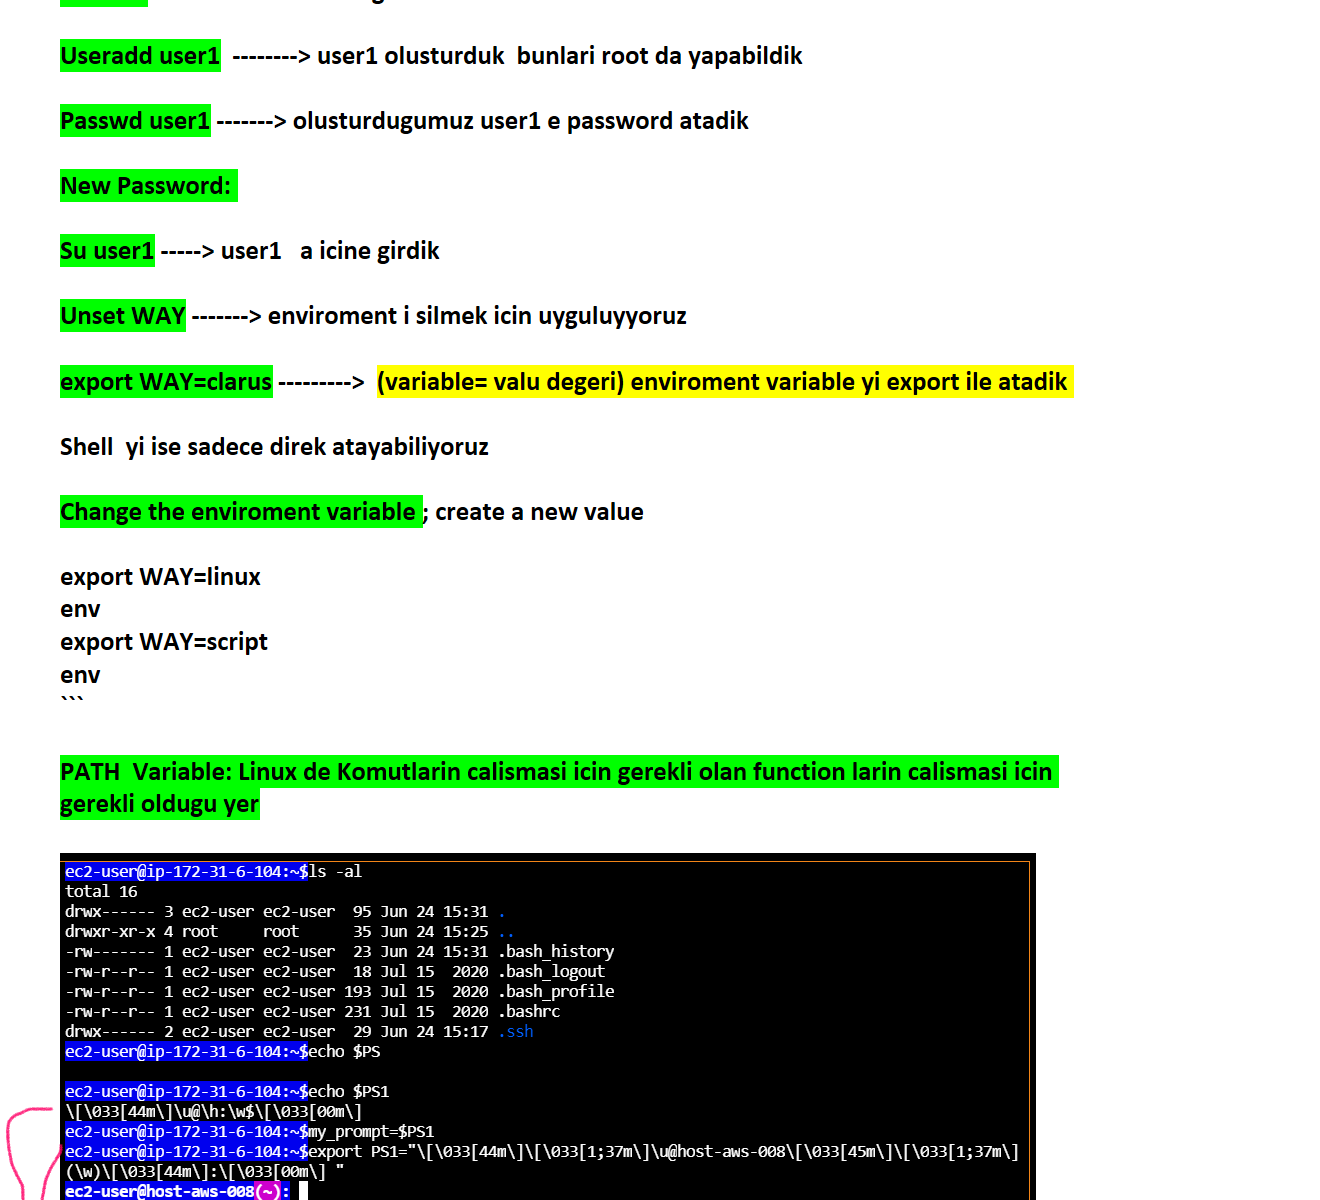 Useradd user1 --------> user1 olusturduk bunlari root da yapabildik
Passwd user1 -------> olusturdugumuz user1 e password atadik
New Password:
Su user1 -----> user1 a icine girdik
Unset WAY -------> enviroment i silmek icin uyguluyyoruz
export WAY=clarus ---------> (variable= valu degeri) enviroment variable yi export ile atadik
Shell yi ise sadece direk atayabiliyoruz
Change the enviroment variable ; create a new value
export WAY=linux
env
export WAY=script
env
```
PATH Variable: Linux de Komutlarin calismasi icin gerekli olan function larin calismasi icin
gerekli oldugu yer
ec2-user@ip-172-31-6-104:~$ls -al
total 16
drwx------ 3 ec2-user ec2-user 95 Jun 24 15:31 .
drwxr-xr-x 4 root root 35 Jun 24 15:25 ..
-rw------- 1 ec2-user ec2-user 23 Jun 24 15:31 .bash_history
-rw-r--r-- 1 ec2-user ec2-user 18 Jul 15 2020 .bash_logout
-rw-r--r-- 1 ec2-user ec2-user 193 Jul 15 2020 .bash_profile
-rw-r--r-- 1 ec2-user ec2-user 231 Jul 15 2020 .bashrc
drwx------ 2 ec2-user ec2-user 29 Jun 24 15:17 .ssh
ec2-user@ip-172-31-6-104:~$echo $PS
ec2-user@ip-172-31-6-104:~$echo $PS1
\[\033[44m\]\u@\h:\w$\[\033[00m\]
ec2-user@ip-172-31-6-104:~$my_prompt=$PS1
ec2-user@ip-172-31-6-104:~$export PS1="\[\033[44m\]\[\033[1;37m\]\u@host-aws-008\[\033[45m\]\[\033[1;37m\]
(\w)\[\033[44m\]:\[\033[00m\] "
ec2-user@host-aws-008(~):